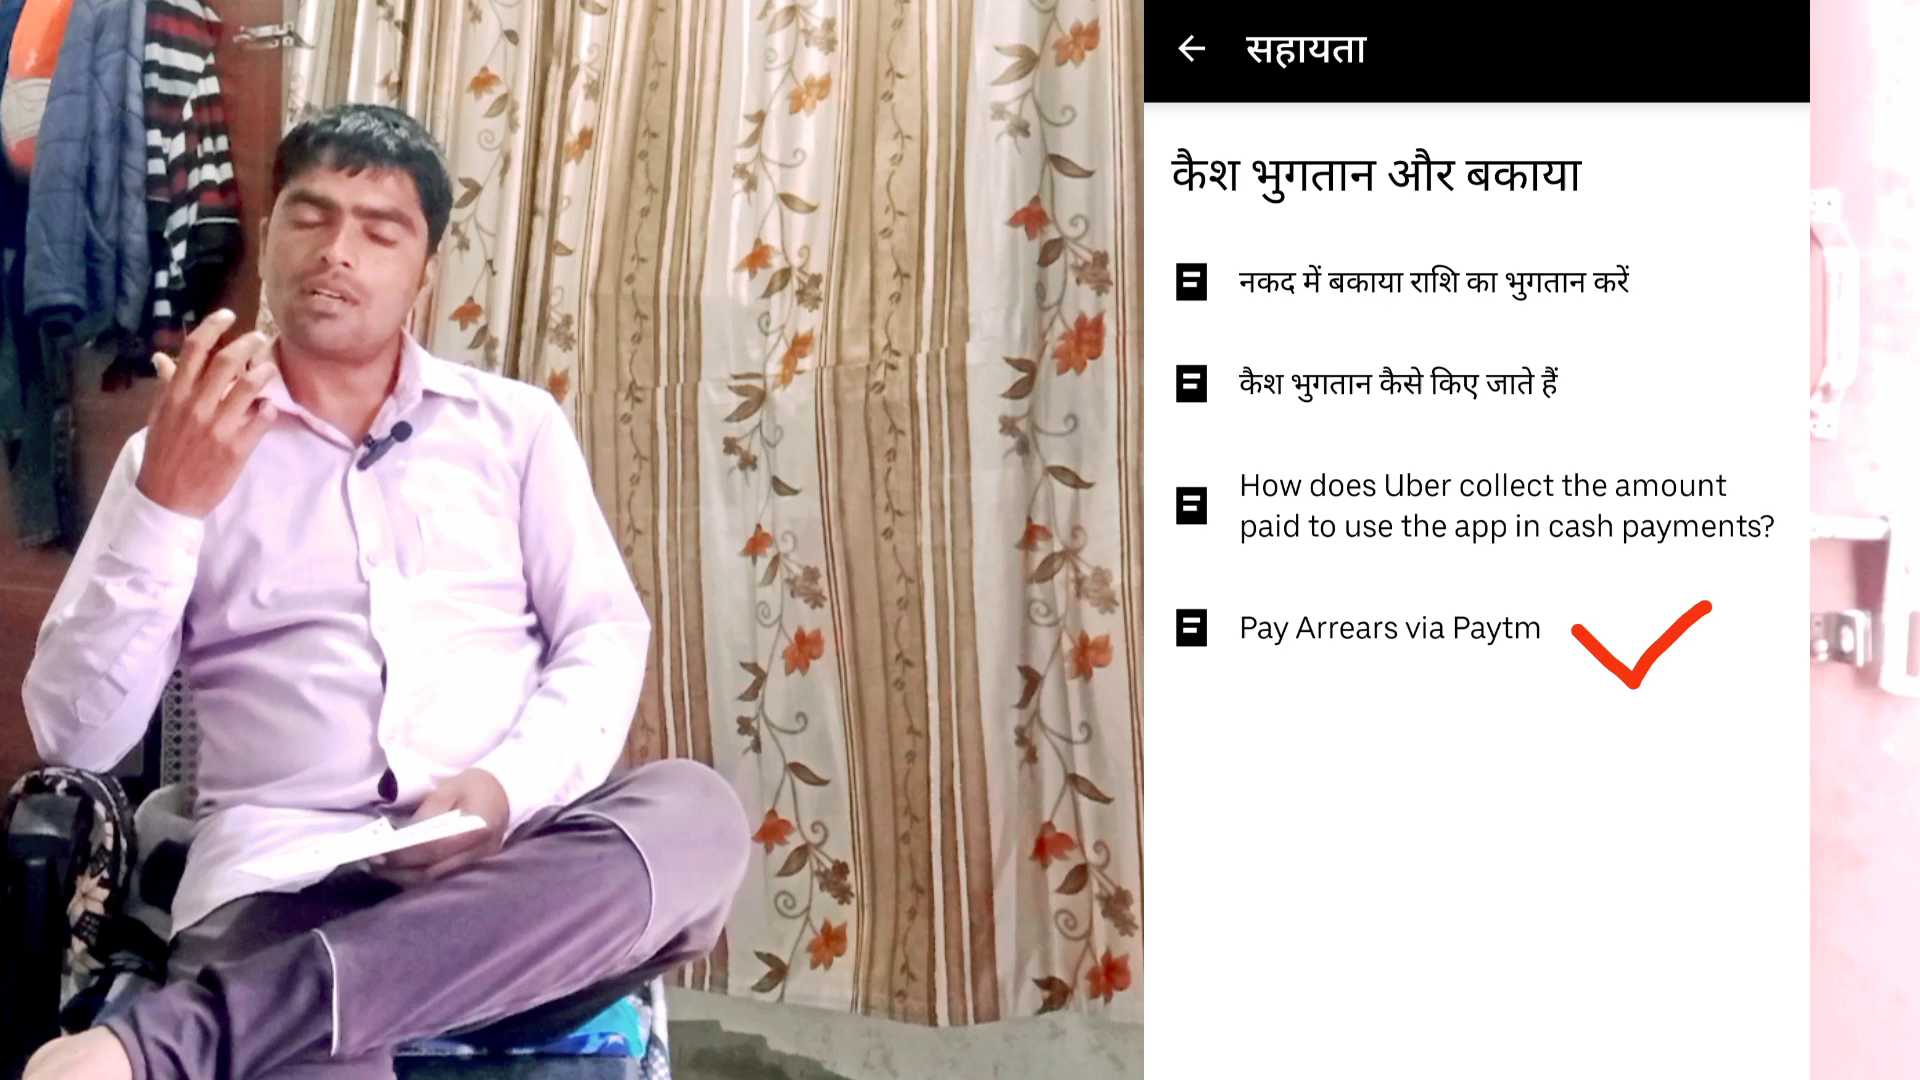 सहायता
कैश भुगतान और बकाया
नकद में बकाया राशि का भुगतान करें
कैश भुगतान कैसे किए जाते हैं
How does Uber collect the amount
paid to use the app in cash payments?
Pay Arrears via Paytm